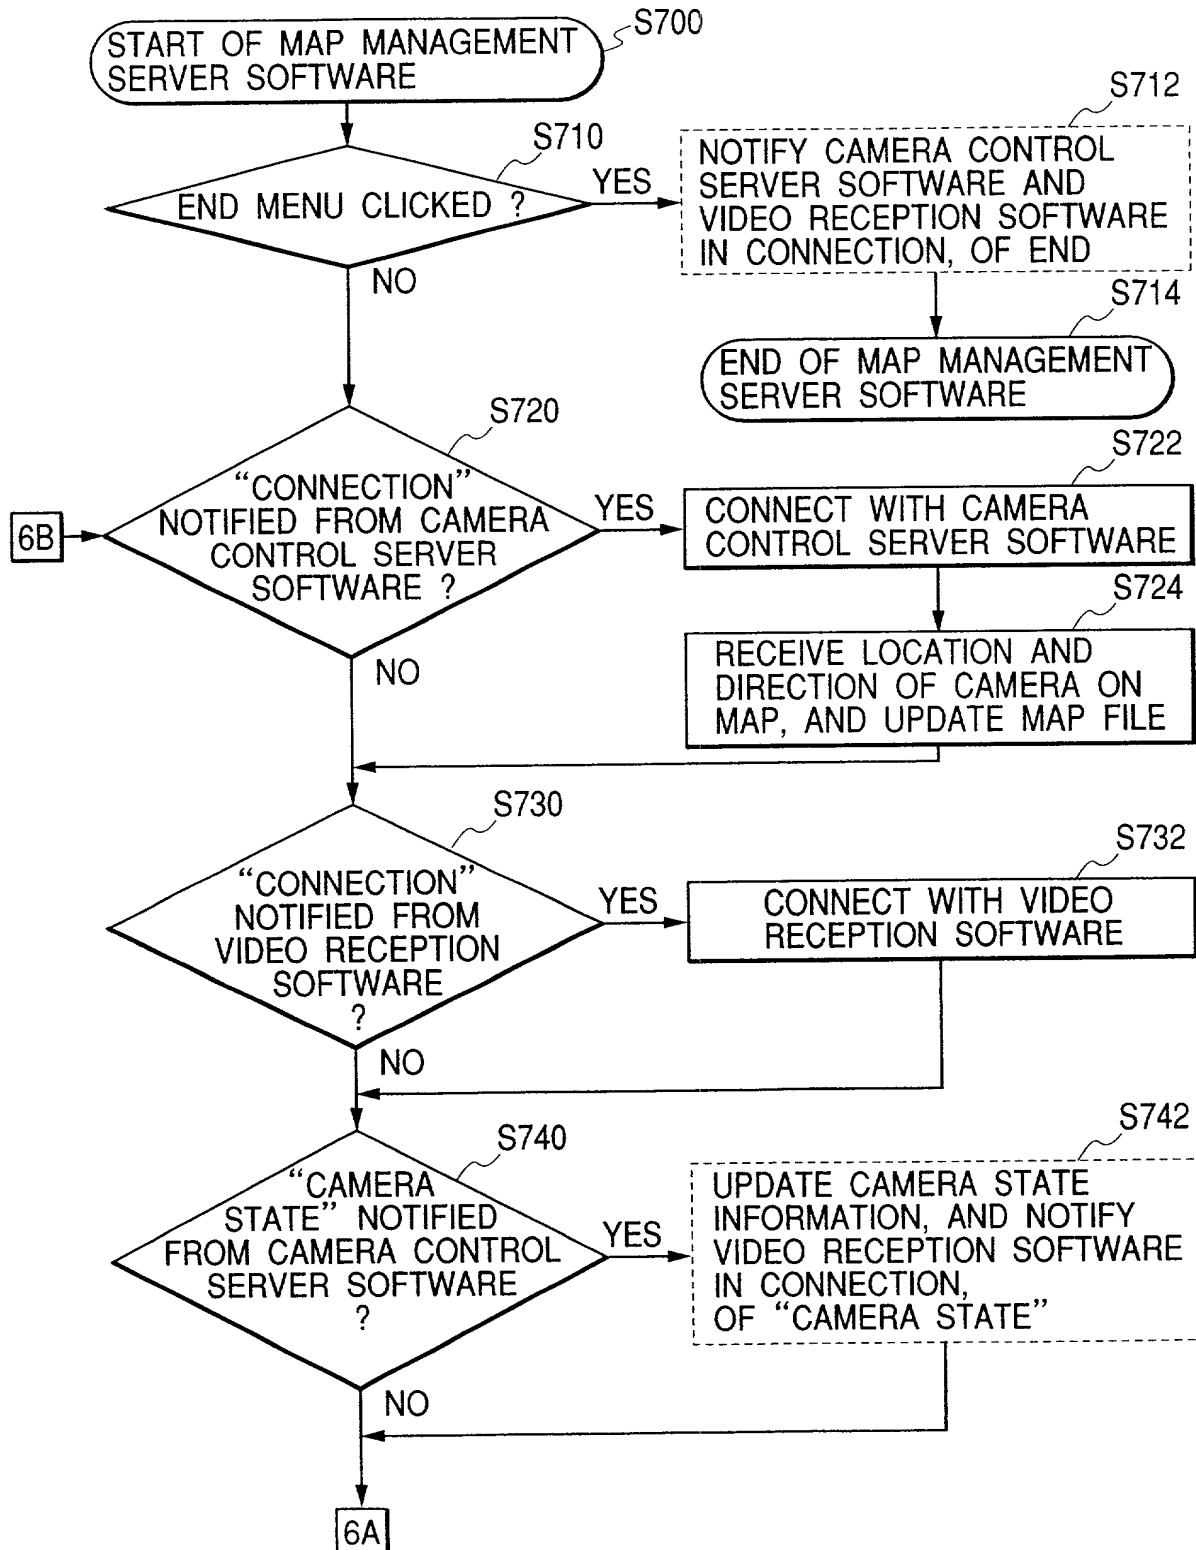 S700
START OF MAP MANAGEMENT
SERVER SOFTWARE
S710
END MENU CLICKED ?
YES
NO
S712
NOTIFY CAMERA CONTROL
SERVER SOFTWARE AND
VIDEO RECEPTION SOFTWARE
IN CONNECTION, OF END
S714
END OF MAP MANAGEMENT
SERVER SOFTWARE
S720
6B
“CONNECTION”
NOTIFIED FROM CAMERA
CONTROL SERVER
SOFTWARE ?
YES
NO
S722
CONNECT WITH CAMERA
CONTROL SERVER SOFTWARE
S724
RECEIVE LOCATION AND
DIRECTION OF CAMERA ON
MAP, AND UPDATE MAP FILE
S730
“CONNECTION”
NOTIFIED FROM
VIDEO RECEPTION
SOFTWARE
?
YES
NO
S732
CONNECT WITH VIDEO
RECEPTION SOFTWARE
S740
“CAMERA
STATE” NOTIFIED
FROM CAMERA CONTROL
SERVER SOFTWARE
?
YES
NO
S742
UPDATE CAMERA STATE
INFORMATION, AND NOTIFY
VIDEO RECEPTION SOFTWARE
IN CONNECTION,
OF “CAMERA STATE”
6A